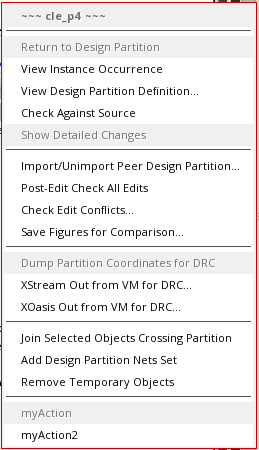 ~~~ cle_p4 ~~~
Return to Design Partition
View Instance Occurrence
View Design Partition Definition...
Check Against Source
Show Detailed Changes
Import/Unimport Peer Design Partition...
Post-Edit Check All Edits
Check Edit Conflicts...
Save Figures for Comparison...
Dump Partition Coordinates for DRC
XStream Out from VM for DRC...
XOasis Out from VM for DRC...
Join Selected Objects Crossing Partition
Add Design Partition Nets Set
Remove Temporary Objects
myAction
myAction2